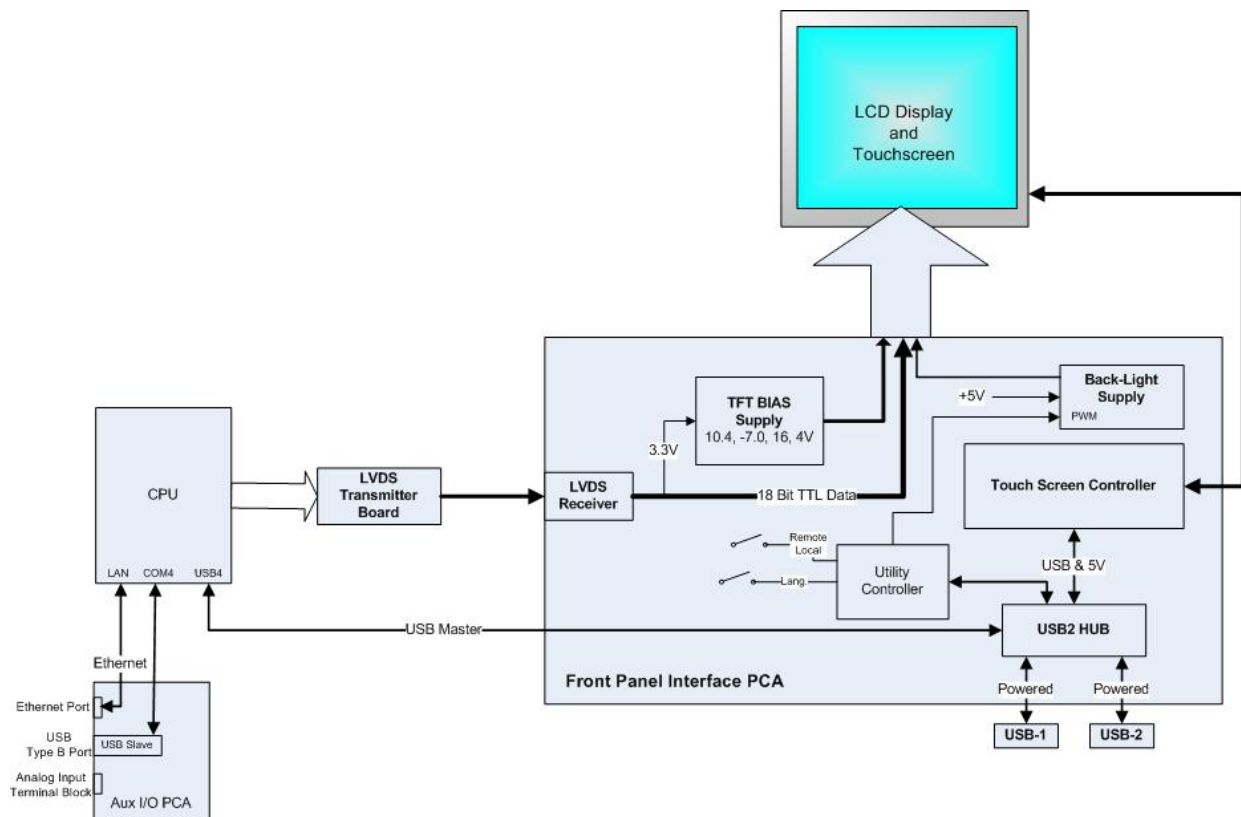 LCD Display
and
Touchscreen
Back-Light
Supply
+5V
PWM
TFT BIAS
Supply
10.4, -7.0, 16, 4V
3.3V
CPU
LAN
COM4
USB4
LVDS
Transmitter
Board
LVDS
Receiver
18 Bit TTL Data
Touch Screen Controller
Remote
Local
Lang.
Utility
Controller
USB & 5V
USB2 HUB
USB Master
Front Panel Interface PCA
Powered
Powered
USB-1
USB-2
Ethernet
Ethernet Port
USB
Type B Port
USB Slave
Analog Input
Terminal Block
Aux I/O PCA